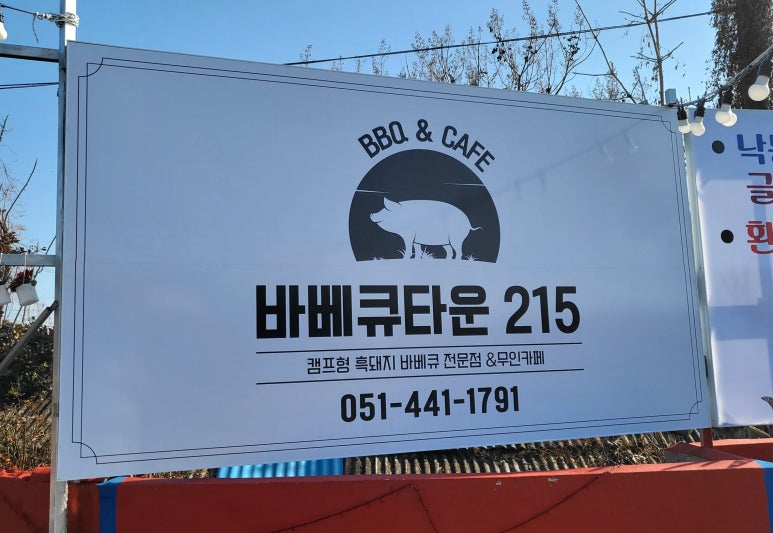 BBQ & CAFE
바베큐타운 215
캠프형 흑돼지 바베큐 전문점 &무인카페
051-441-1791